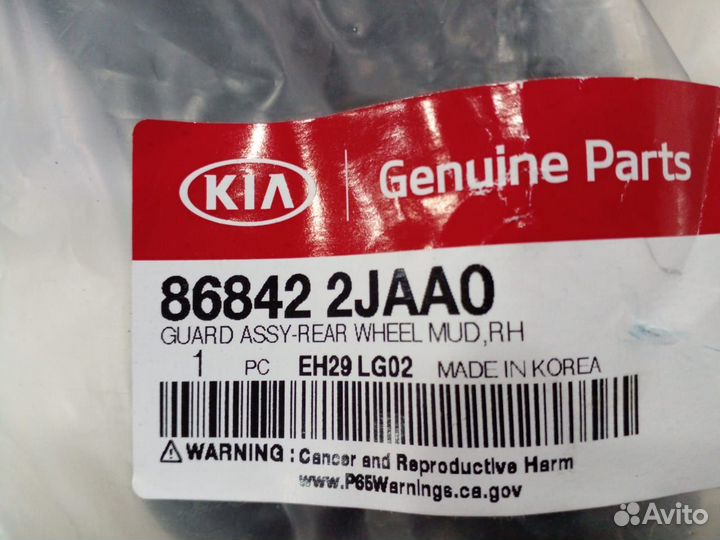 KIA Genuine Parts
86842 2JAA0
GUARD ASSY-REAR WHEEL MUD,RH
1 PC EH29 LG02 MADE IN KOREA
WARNING : Cancer and Reproductive Harm
www.P65Warnings.ca.gov
Avito